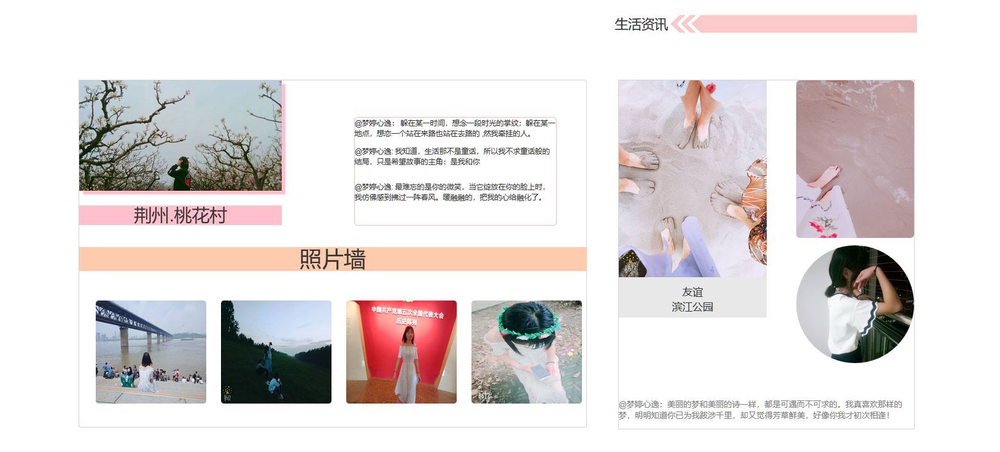 生活资讯
@梦婷心逸： 躲在某一时间，想念一段时光的掌纹；躲在某一
地点，想恋一个站在来路也站在去路的 ,然我牵挂的人。
@梦婷心逸: 我知道，生活那不是童话，所以我不求童话般的
结局，只是希望故事的主角：是我和你
@梦婷心逸: 最难忘的是你的微笑，当它绽放在你的脸上时，
我仿佛感到拂过一阵春风。暖融融的，把我的心给融化了。
荆州.桃花村
照片墙
中国共产党第五次全国代表大会
历史陈列
B612
B612
B612
友谊
滨江公园
@梦婷心逸：美丽的梦和美丽的诗一样，都是可遇而不可求的。我真喜欢那样的
梦，明明知道你已为我跋涉千里，却又觉得芳草鲜美，好像你我才初次相逢！